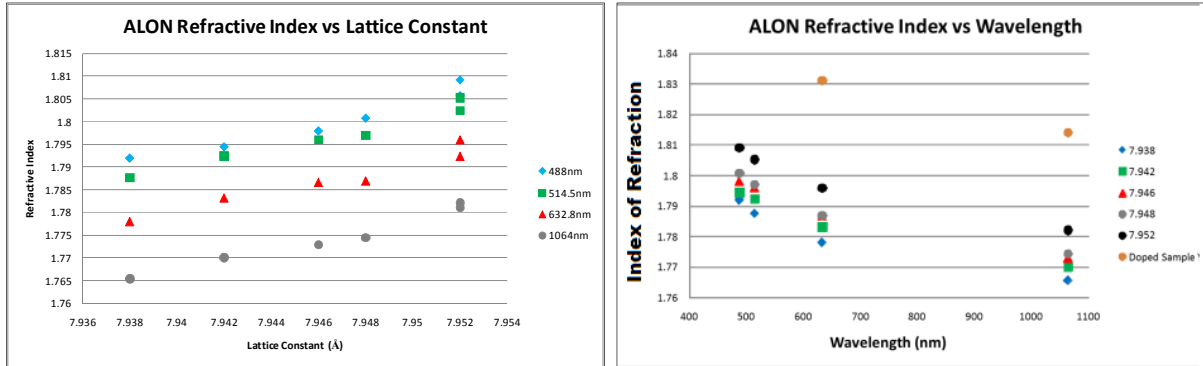 ALON Refractive Index vs Lattice Constant
1.815
1.81
1.805
1.8
1.795
1.79
1.785
1.78
1.775
1.77
1.765
1.76
Refractive Index
7.936 7.938 7.94 7.942 7.944 7.946 7.948 7.95 7.952 7.954
Lattice Constant (Å)
488nm
514.5nm
632.8nm
1064nm
ALON Refractive Index vs Wavelength
1.84
1.83
1.82
1.81
1.8
1.79
1.78
1.77
1.76
Index of Refraction
400 500 600 700 800 900 1000 1100
Wavelength (nm)
7.938
7.942
7.946
7.948
7.952
Doped Sample